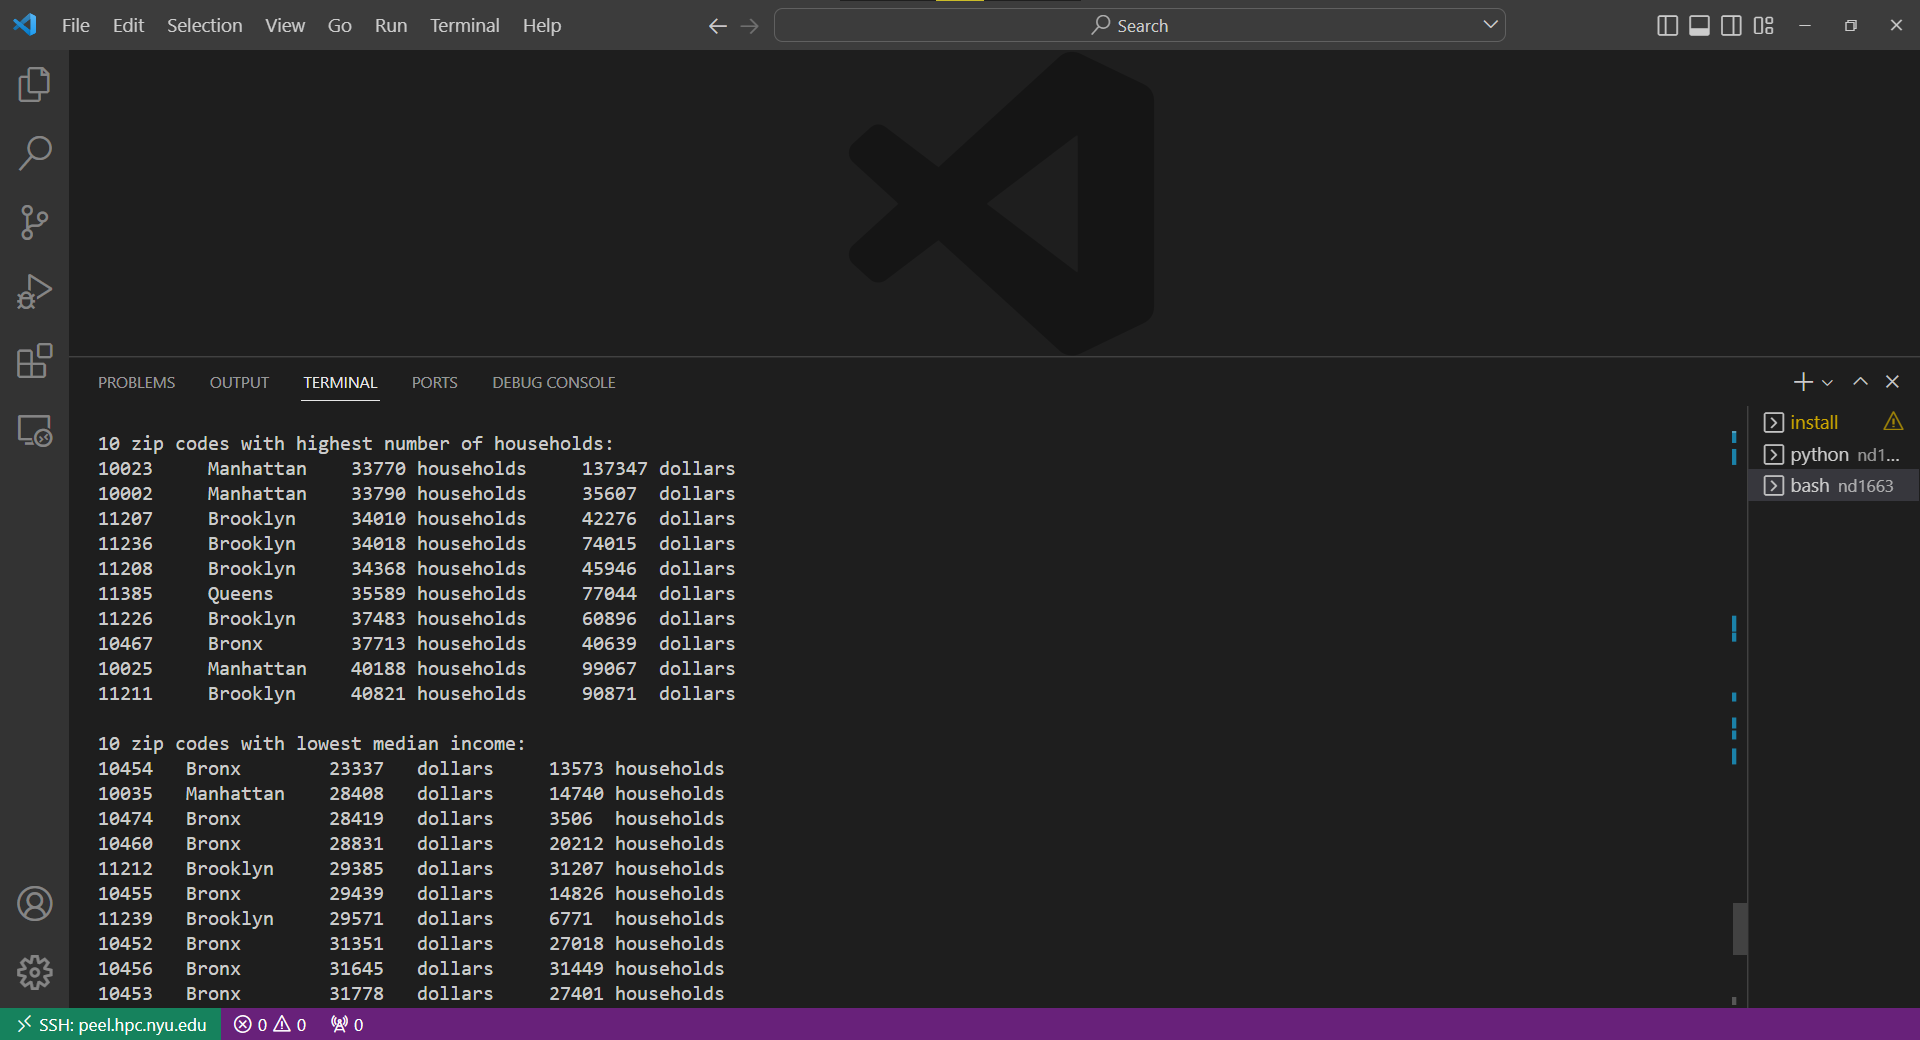 File Edit Selection View Go Run Terminal Help Search
PROBLEMS OUTPUT TERMINAL PORTS DEBUG CONSOLE
10 zip codes with highest number of households:
10023 Manhattan 33770 households 137347 dollars
10002 Manhattan 33790 households 35607 dollars
11207 Brooklyn 34010 households 42276 dollars
11236 Brooklyn 34018 households 74015 dollars
11208 Brooklyn 34368 households 45946 dollars
11385 Queens 35589 households 77044 dollars
11226 Brooklyn 37483 households 60896 dollars
10467 Bronx 37713 households 40639 dollars
10025 Manhattan 40188 households 99067 dollars
11211 Brooklyn 40821 households 90871 dollars
10 zip codes with lowest median income:
10454 Bronx 23337 dollars 13573 households
10035 Manhattan 28408 dollars 14740 households
10474 Bronx 28419 dollars 3506 households
10460 Bronx 28831 dollars 20212 households
11212 Brooklyn 29385 dollars 31207 households
10455 Bronx 29439 dollars 14826 households
11239 Brooklyn 29571 dollars 6771 households
10452 Bronx 31351 dollars 27018 households
10456 Bronx 31645 dollars 31449 households
10453 Bronx 31778 dollars 27401 households
install
python nd1...
bash nd1663
SSH: peel.hpc.nyu.edu 0 0 0